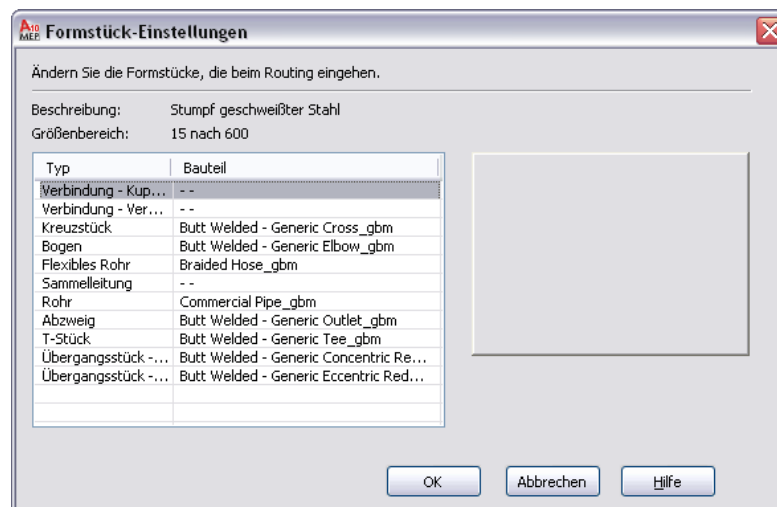 A10 MEP Formstück-Einstellungen
Ändern Sie die Formstücke, die beim Routing eingehen.
Beschreibung: Stumpf geschweißter Stahl
Größenbereich: 15 nach 600
Typ Bauteil
Verbindung - Kup... - -
Verbindung - Ver... - -
Kreuzstück Butt Welded - Generic Cross_gbm
Bogen Butt Welded - Generic Elbow_gbm
Flexibles Rohr Braided Hose_gbm
Sammelleitung - -
Rohr Commercial Pipe_gbm
Abzweig Butt Welded - Generic Outlet_gbm
T-Stück Butt Welded - Generic Tee_gbm
Übergangsstück -... Butt Welded - Generic Concentric Re...
Übergangsstück -... Butt Welded - Generic Eccentric Red...
OK Abbrechen Hilfe